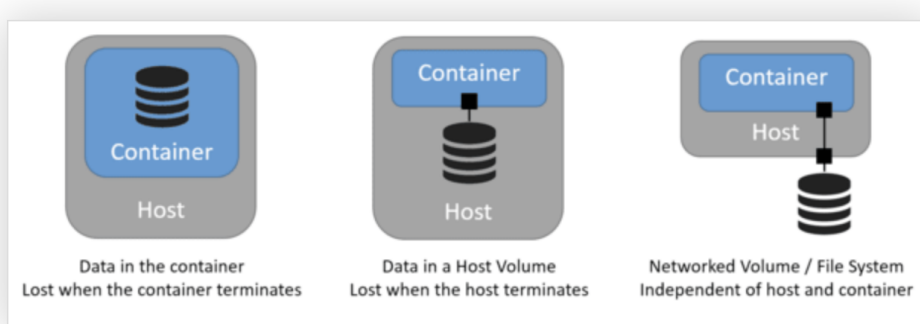 Container
Host
Data in the container
Lost when the container terminates
Container
Host
Data in a Host Volume
Lost when the host terminates
Container
Host
Networked Volume / File System
Independent of host and container